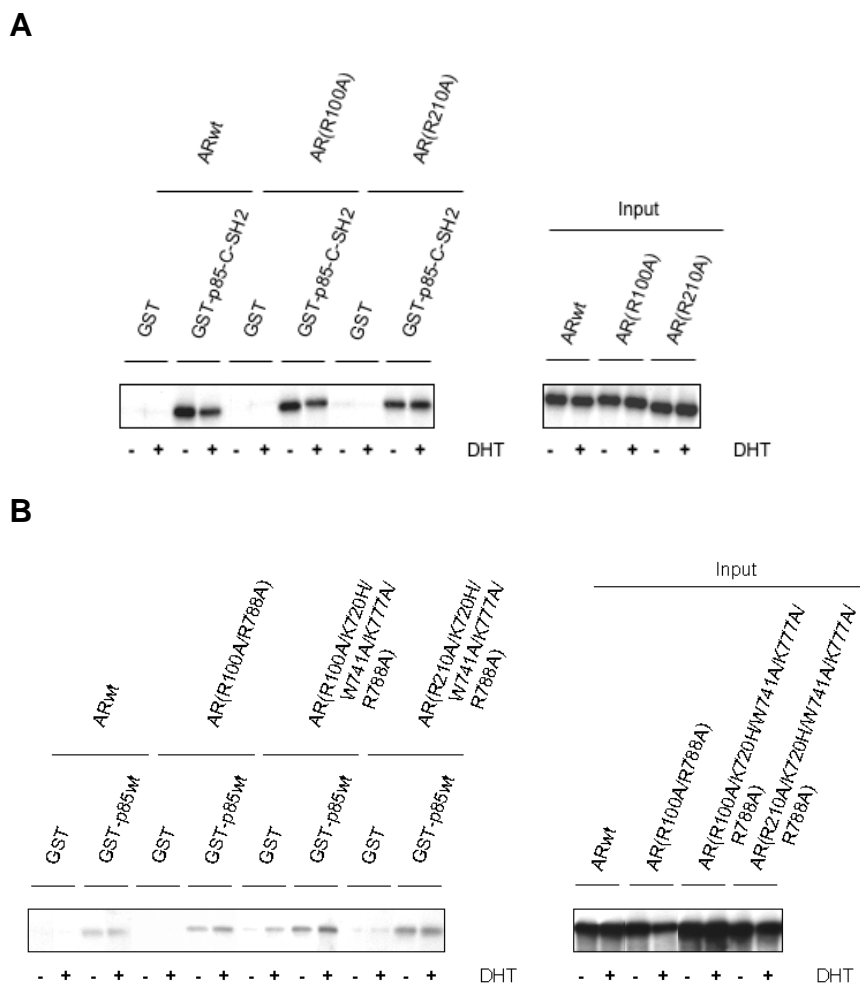 A
ARwt
AR(R100A)
AR(R210A)
GST
GST-p85-C-SH2
GST
GST-p85-C-SH2
GST
GST-p85-C-SH2
Input
ARwt
AR(R100A)
AR(R210A)
- + - + - + - + - + - + DHT
- + - + - + DHT
B
ARwt
AR(R100A/R788A)
AR(R100A/K720H/
W741A/K777A/
R788A)
AR(R210A/K720H/
W741A/K777A/
R788A)
GST
GST-p85wt
GST
GST-p85wt
GST
GST-p85wt
GST
GST-p85wt
Input
ARwt
AR(R100A/R788A)
AR(R100A/K720H/W741A/K777A/
R788A)
AR(R210A/K720H/W741A/K777A/
R788A)
- + - + - + - + - + - + - + - + DHT
- + - + - + - + DHT